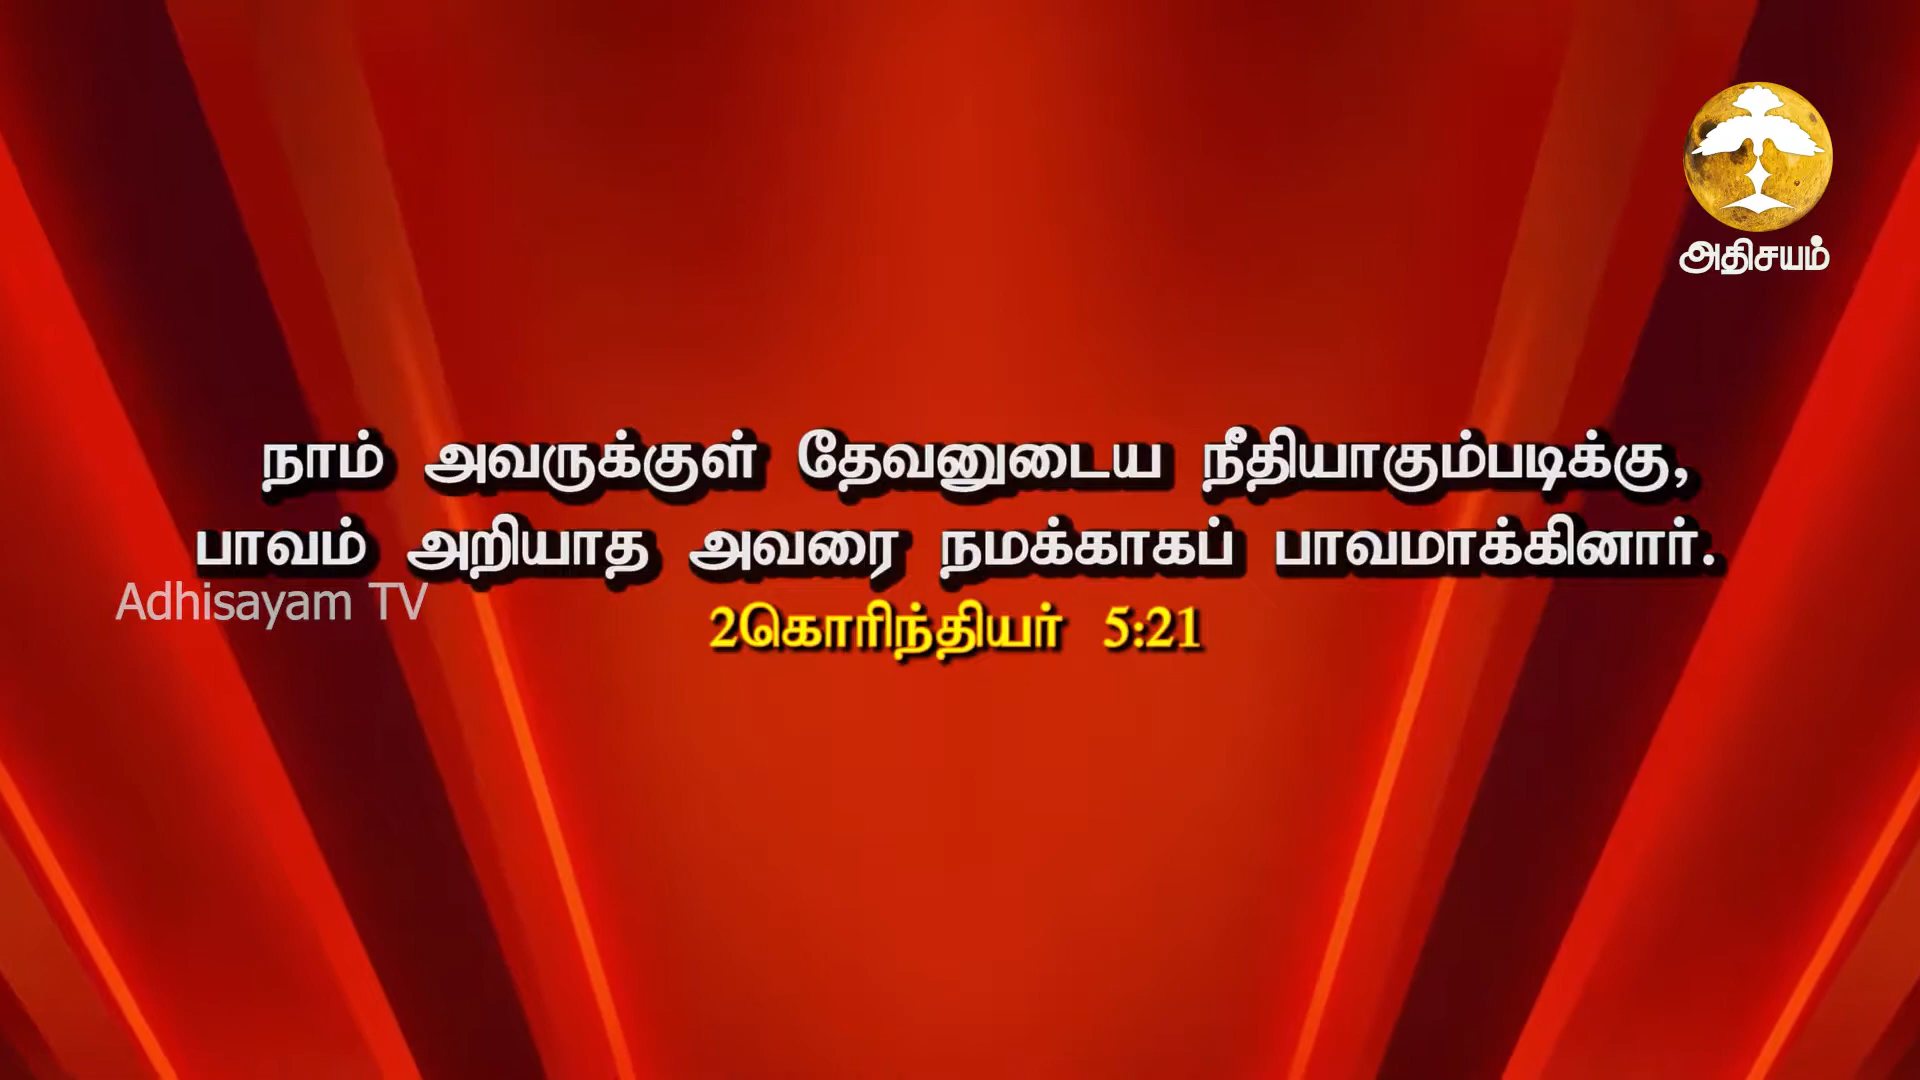 அதிசயம்
நாம் அவருக்குள் தேவனுடைய நீதியாகும்படிக்கு,
பாவம் அறியாத அவரை நமக்காகப் பாவமாக்கினார்.
Adhisayam TV
2கொரிந்தியர் 5:21